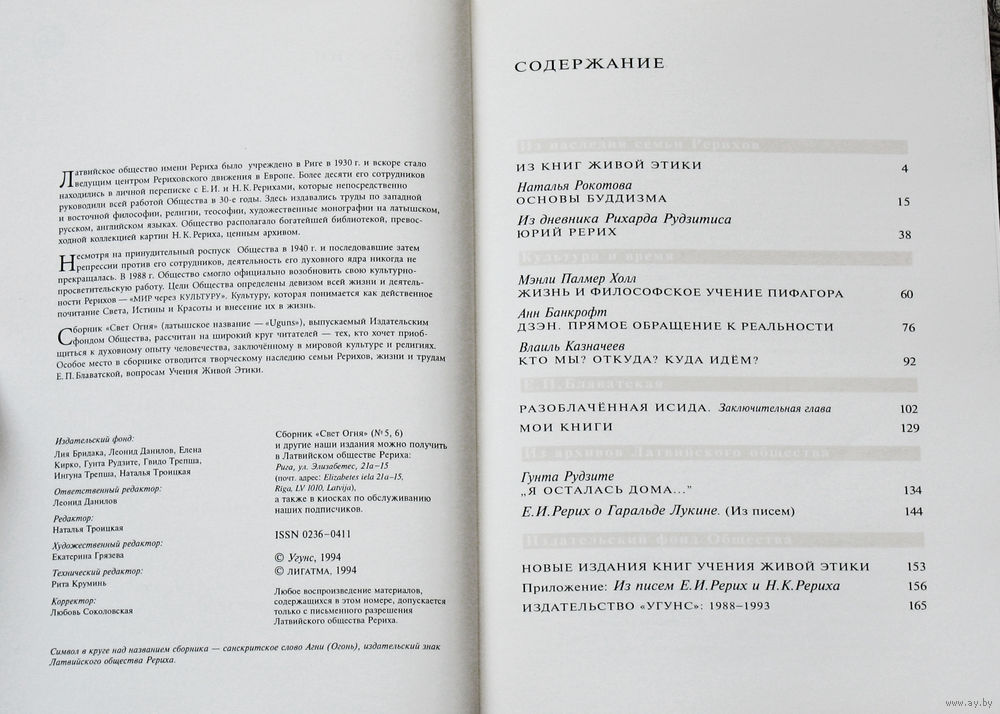 Латвийское общество имени Рериха было учреждено в Риге в 1930 г. и вскоре стало
ведущим центром Рериховского движения в Европе. Более десяти его сотрудников
находились в личной переписке с Е. И. и Н. К. Рерихами, которые непосредственно
руководили всей работой Общества в 30-е годы. Здесь издавались труды по западной
и восточной философии, религии, теософии, художественные монографии на латышском,
русском, английском языках. Общество располагало богатейшей библиотекой, превос-
ходной коллекцией картин Н. К. Рериха, ценным архивом.
Несмотря на принудительный роспуск Общества в 1940 г. и последовавшие затем
репрессии против его сотрудников, деятельность его духовного ядра никогда не
прекращалась. В 1988 г. Общество смогло официально возобновить свою культурно-
просветительскую работу. Цели Общества определены девизом всей жизни и деятель-
ности Рерихов — «МИР через КУЛЬТУРУ». Культуру, которая понимается как действенное
почитание Света, Истины и Красоты и внесение их в жизнь.
Сборник «Свет Огня» (латышское название — «Uguns»), выпускаемый Издательским
фондом Общества, рассчитан на широкий круг читателей — тех, кто хочет приоб-
щиться к духовному опыту человечества, заключённому в мировой культуре и религиях.
Особое место в сборнике отводится творческому наследию семьи Рерихов, жизни и трудам
Е. П. Блаватской, вопросам Учения Живой Этики.
Издательский фонд:
Лия Бридака, Леонид Данилов, Елена
Кирко, Гунта Рудзите, Гвидо Трепша,
Ингуна Трепша, Наталья Троицкая
Ответственный редактор:
Леонид Данилов
Редактор:
Наталья Троицкая
Художественный редактор:
Екатерина Грязева
Технический редактор:
Рита Круминь
Корректор:
Любовь Соколовская
Сборник «Свет Огня» (№ 5, 6)
и другие наши издания можно получить
в Латвийском обществе Рериха:
Рига, ул. Элизабетес, 21а–15
(почт. адрес: Elizabetes iela 21a–15,
Rīga, LV 1010, Latvija),
а также в киосках по обслуживанию
наших подписчиков.
ISSN 0236–0411
© Угунс, 1994
© ЛИГАТМА, 1994
Любое воспроизведение материалов,
содержащихся в этом номере, допускается
только с письменного разрешения
Латвийского общества Рериха.
Символ в круге над названием сборника — санскритское слово Агни (Огонь), издательский знак
Латвийского общества Рериха.
СОДЕРЖАНИЕ
Из наследия семьи Рерихов
ИЗ КНИГ ЖИВОЙ ЭТИКИ 4
Наталья Рокотова
ОСНОВЫ БУДДИЗМА 15
Из дневника Рихарда Рудзитиса
ЮРИЙ РЕРИХ 38
Культура и время
Мэнли Палмер Холл
ЖИЗНЬ И ФИЛОСОФСКОЕ УЧЕНИЕ ПИФАГОРА 60
Анн Банкрофт
ДЗЭН. ПРЯМОЕ ОБРАЩЕНИЕ К РЕАЛЬНОСТИ 76
Влаиль Казначеев
КТО МЫ? ОТКУДА? КУДА ИДЁМ? 92
Е. П. Блаватская
РАЗОБЛАЧЁННАЯ ИСИДА. Заключительная глава 102
МОИ КНИГИ 129
Из архивов Латвийского общества
Гунта Рудзите
„Я ОСТАЛАСЬ ДОМА...” 134
Е. И. Рерих о Гаральде Лукине. (Из писем) 144
Издательский фонд Общества
НОВЫЕ ИЗДАНИЯ КНИГ УЧЕНИЯ ЖИВОЙ ЭТИКИ 153
Приложение: Из писем Е. И. Рерих и Н. К. Рериха 156
ИЗДАТЕЛЬСТВО «УГУНС»: 1988–1993 165
www.ay.by